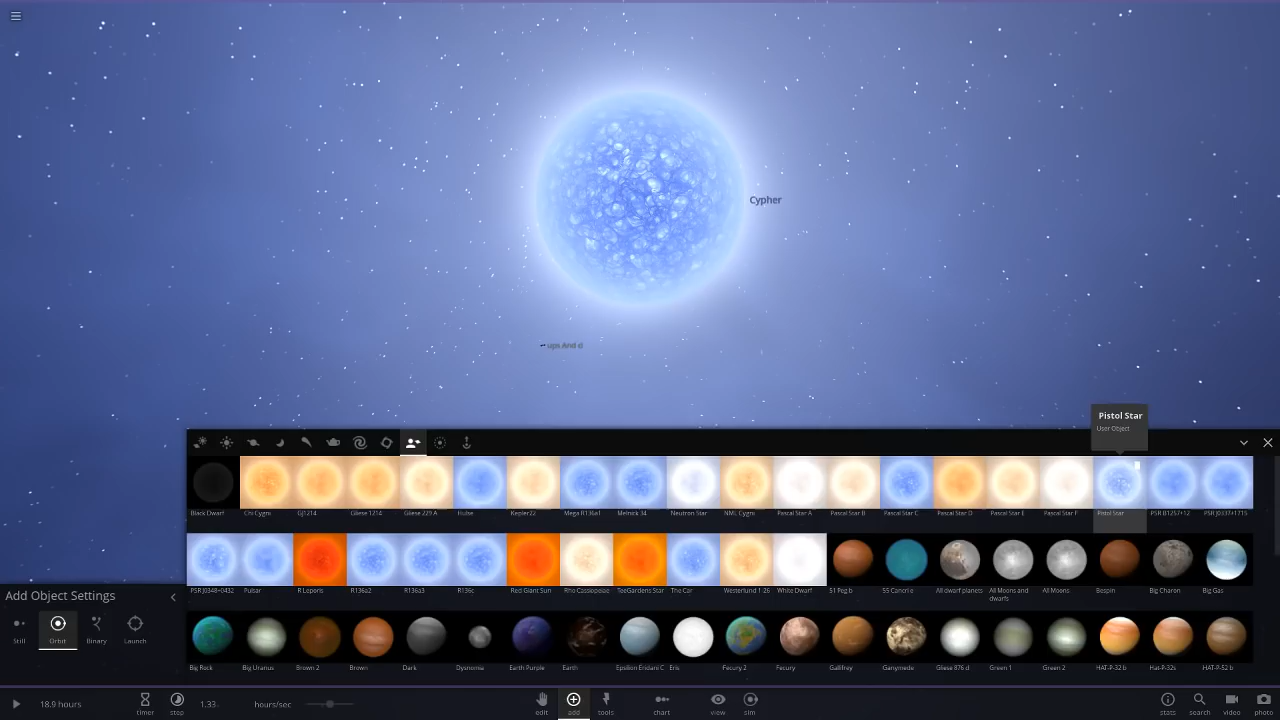 Cypher
ups And d
Pistol Star
User Object
Black Dwarf Chi Cygni GJ1214 Gliese 1214 Gliese 229 A Hulse Kepler22 Mega R136a1 Melnick 34 Neutron Star NML Cygni Pascal Star A Pascal Star B Pascal Star C Pascal Star D Pascal Star E Pascal Star F Pistol Star PSR B1257+12 PSR J0337+1715
PSR J0348+0432 Pulsar R Leporis R136a2 R136a3 R136c Red Giant Sun Rho Cassiopeiae TeeGardens Star The Car Westerlund 1-26 White Dwarf 51 Peg b 55 Cancri e All dwarf planets All Moons and All Moons Bespin Big Charon Big Gas
dwarfs
Add Object Settings
Still Orbit Binary Launch
Big Rock Big Uranus Brown 2 Brown Dark Dysnomia Earth Purple Earth Epsilon Eridani C Eris Fecury 2 Fecury Gallifrey Ganymede Gliese 876 d Green 1 Green 2 HAT-P-32 b Hat-P-32s HAT-P-52 b
18.9 hours timer step 1.33 hours/sec edit add tools chart view sim stats search video photo